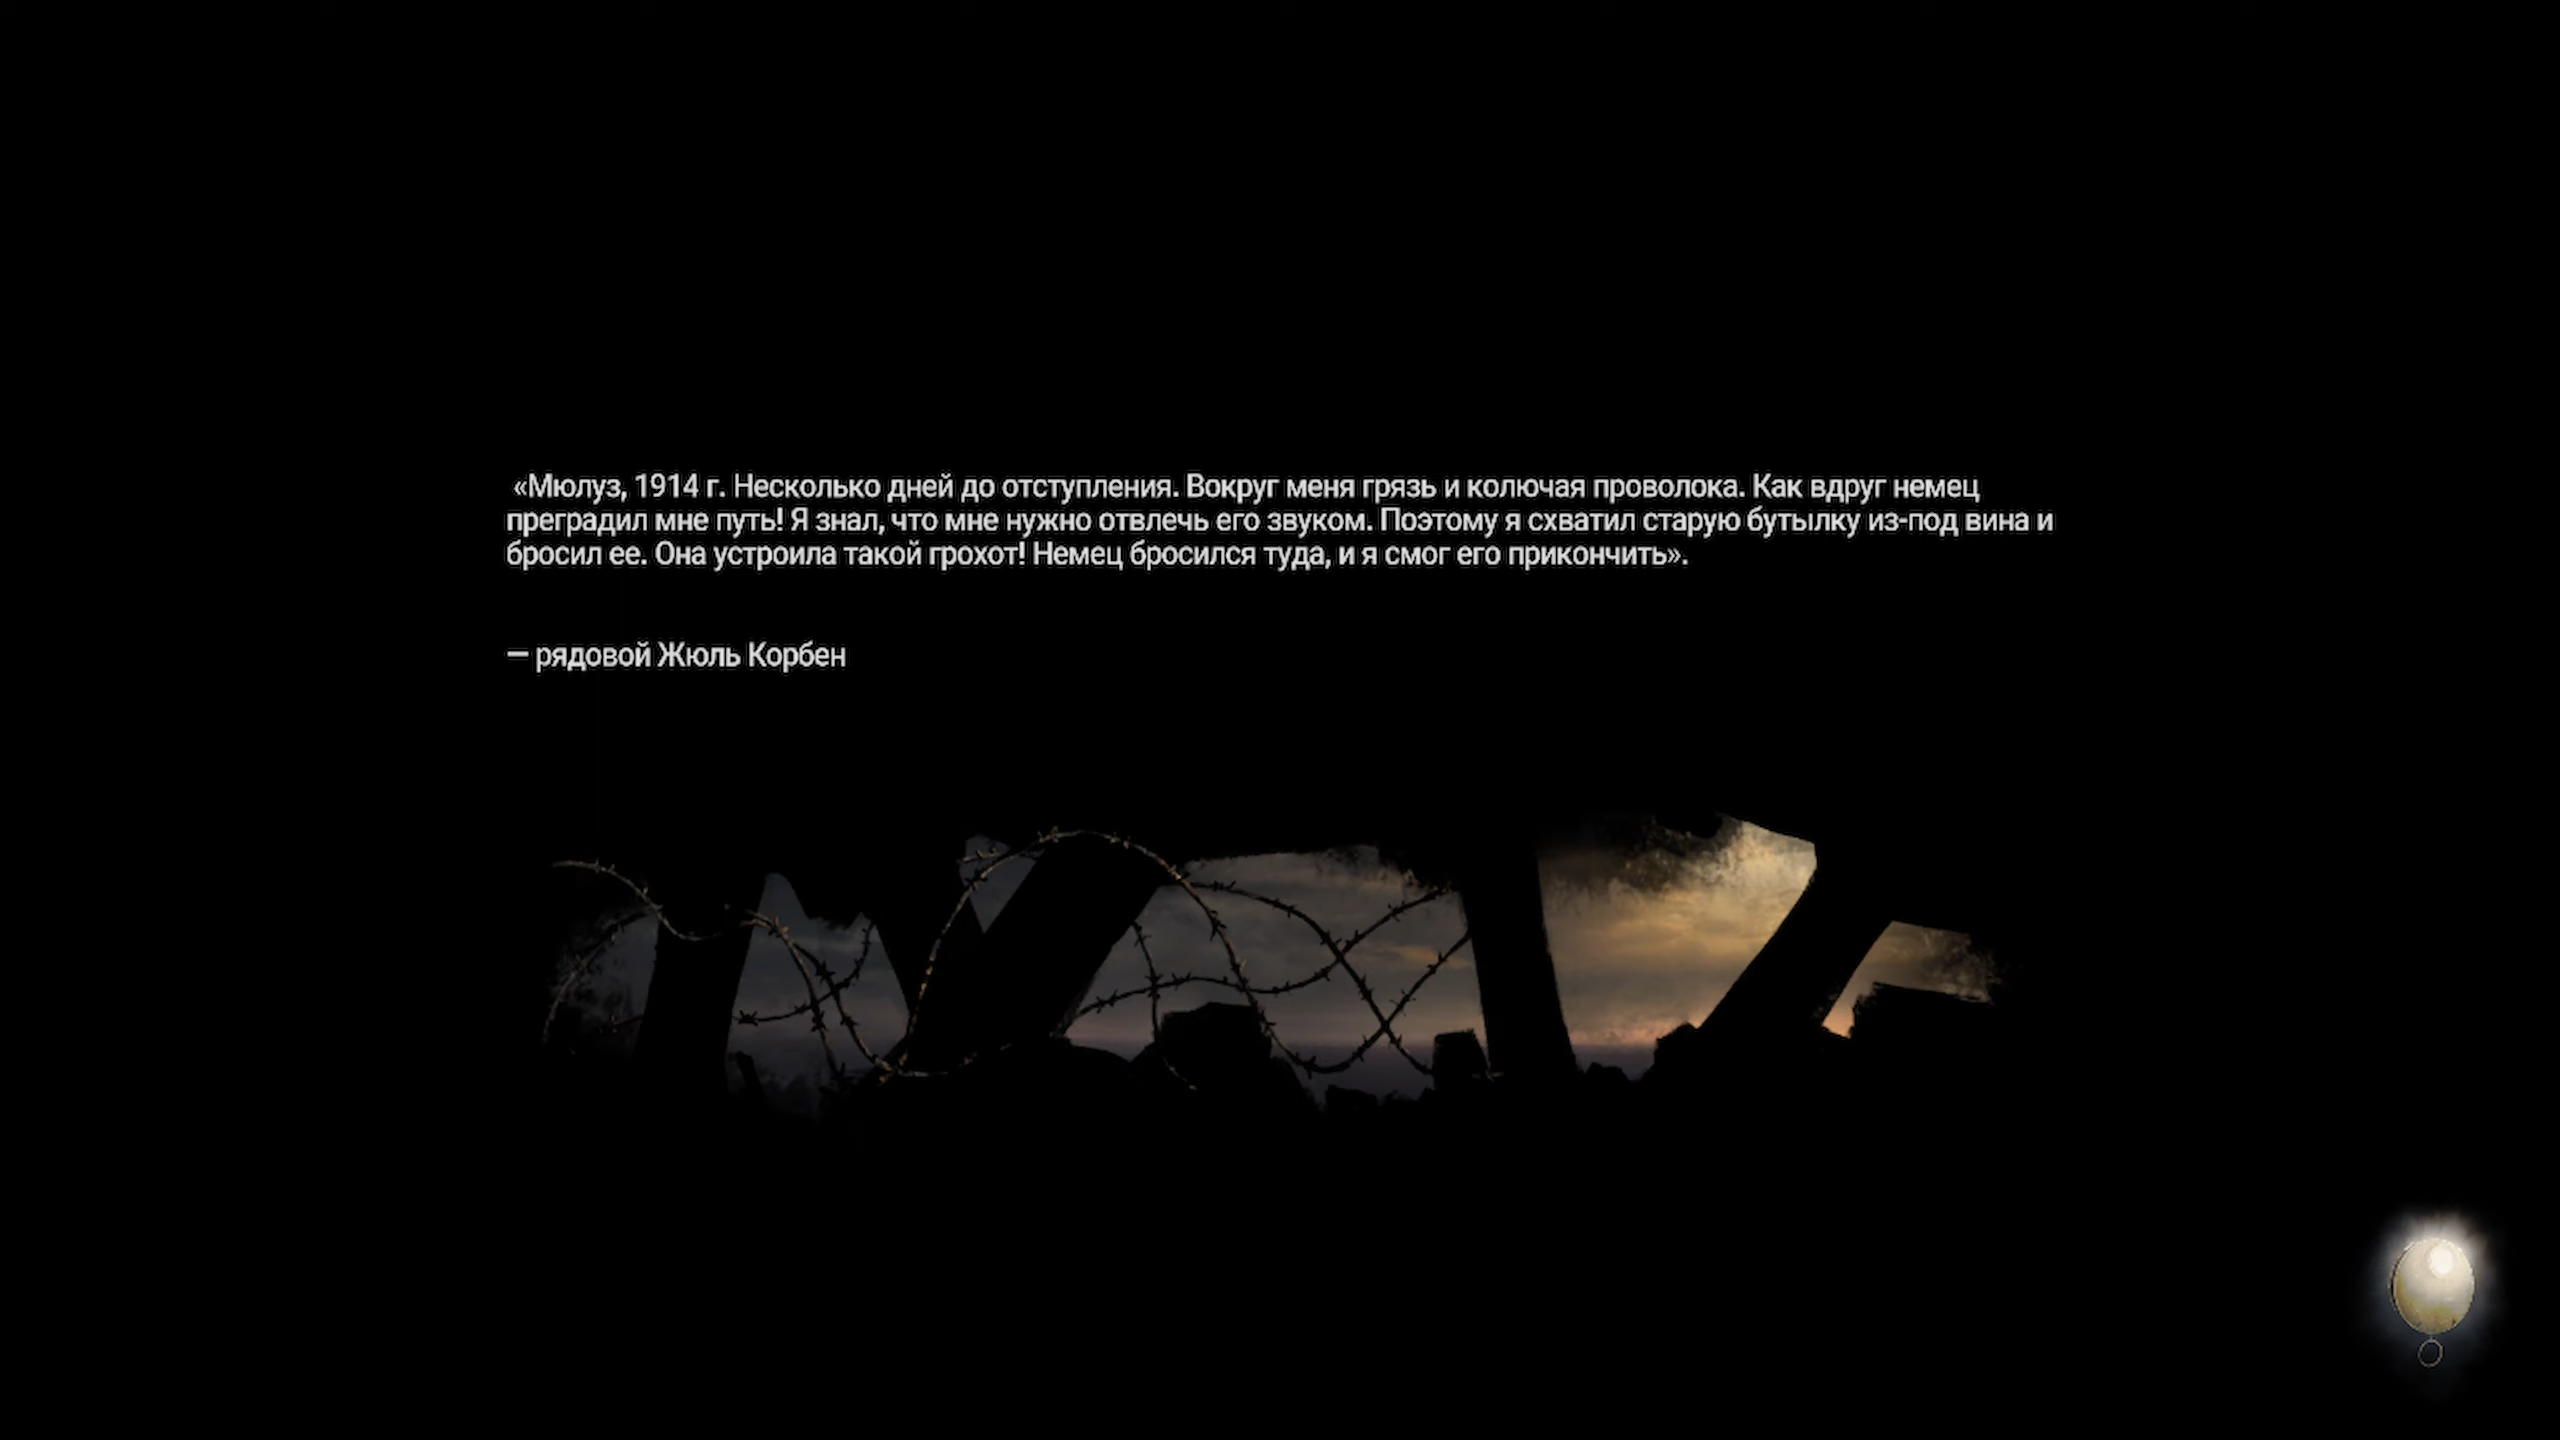 «Мюлуз, 1914 г. Несколько дней до отступления. Вокруг меня грязь и колючая проволока. Как вдруг немец
преградил мне путь! Я знал, что мне нужно отвлечь его звуком. Поэтому я схватил старую бутылку из-под вина и
бросил ее. Она устроила такой грохот! Немец бросился туда, и я смог его прикончить».
— рядовой Жюль Корбен